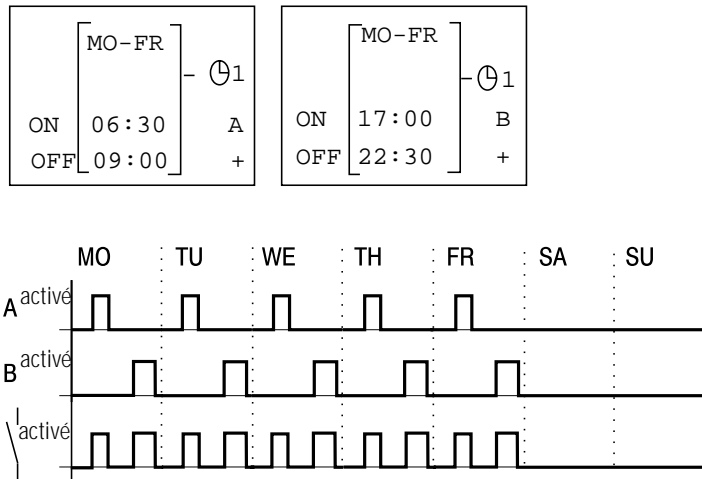 MO-FR
- 1
ON 06:30 A
OFF 09:00 +
MO-FR
-1
ON 17:00 B
OFF 22:30 +
MO TU WE TH FR SA SU
A activé
B activé
activé